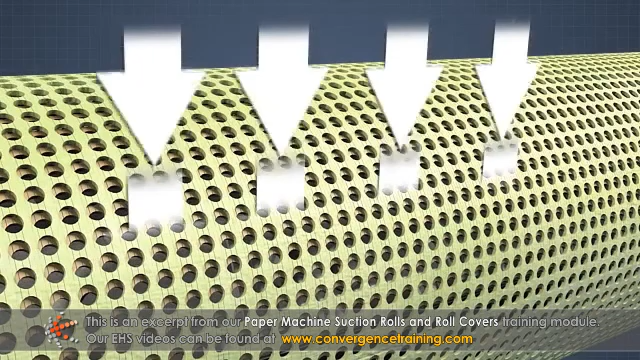 This is an excerpt from our Paper Machine Suction Rolls and Roll Covers training module.
Our EHS videos can be found at www.convergencetraining.com